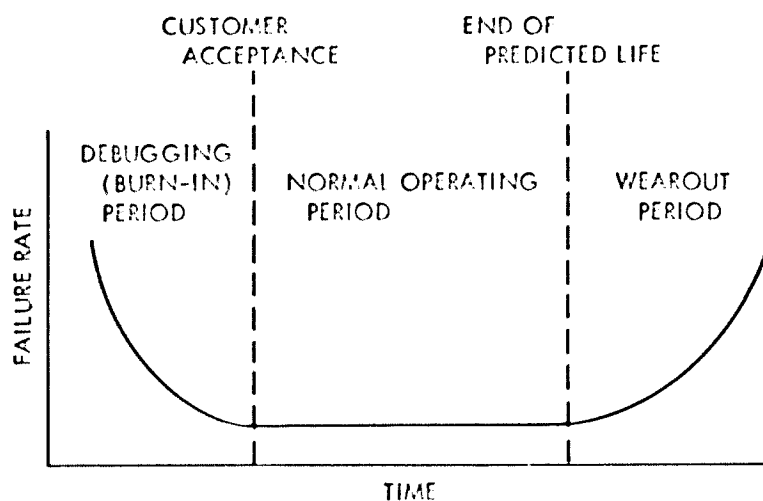 CUSTOMER
ACCEPTANCE
END OF
PREDICTED LIFE
DEBUGGING
(BURN-IN)
PERIOD
NORMAL OPERATING
PERIOD
WEAROUT
PERIOD
FAILURE RATE
TIME